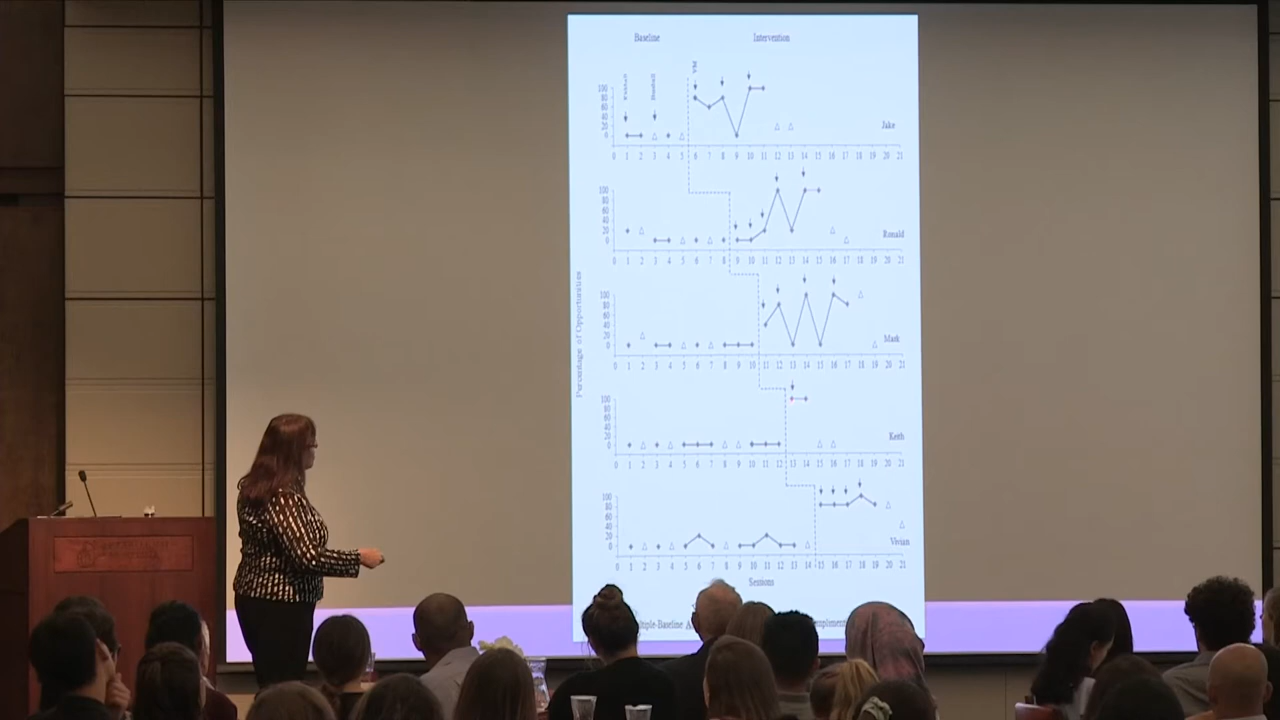 Baseline Intervention
VM
100
80
60
40
20
0
0 1 2 3 4 5 6 7 8 9 10 11 12 13 14 15 16 17 18 19 20 21
Jake
100
80
60
40
20
0
0 1 2 3 4 5 6 7 8 9 10 11 12 13 14 15 16 17 18 19 20 21
Ronald
Percentage of Opportunities
100
80
60
40
20
0
0 1 2 3 4 5 6 7 8 9 10 11 12 13 14 15 16 17 18 19 20 21
Mark
100
80
60
40
20
0
0 1 2 3 4 5 6 7 8 9 10 11 12 13 14 15 16 17 18 19 20 21
Keith
100
80
60
40
20
0
0 1 2 3 4 5 6 7 8 9 10 11 12 13 14 15 16 17 18 19 20 21
Vivian
Sessions